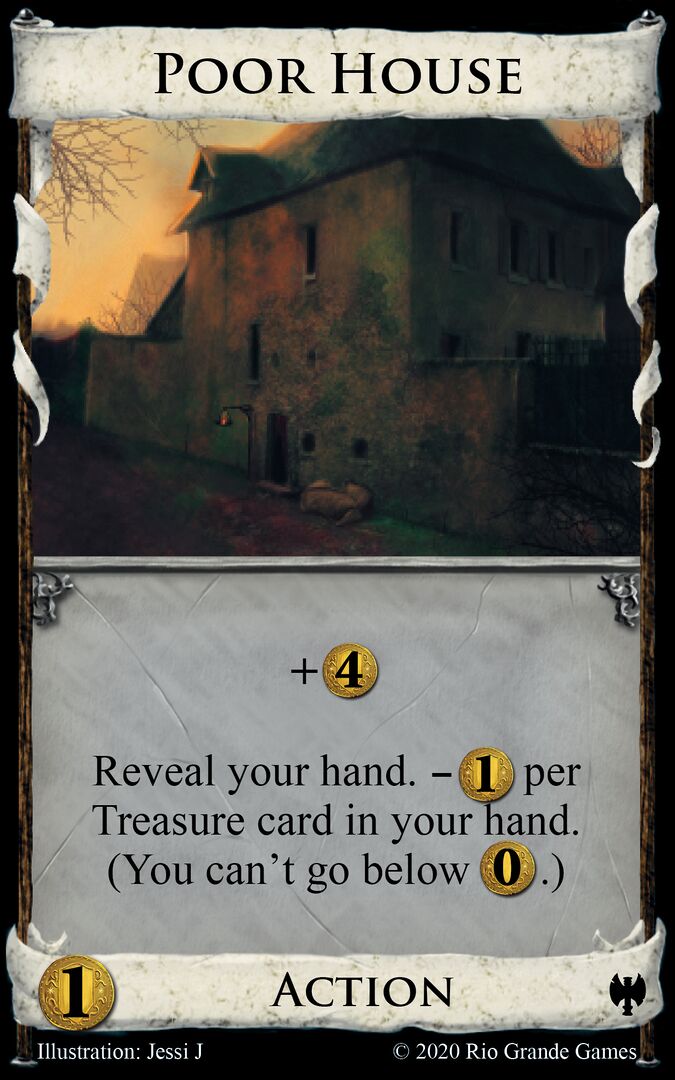 POOR HOUSE
+4
Reveal your hand. –1 per
Treasure card in your hand.
(You can't go below 0.)
1 ACTION
Illustration: Jessi J © 2020 Rio Grande Games